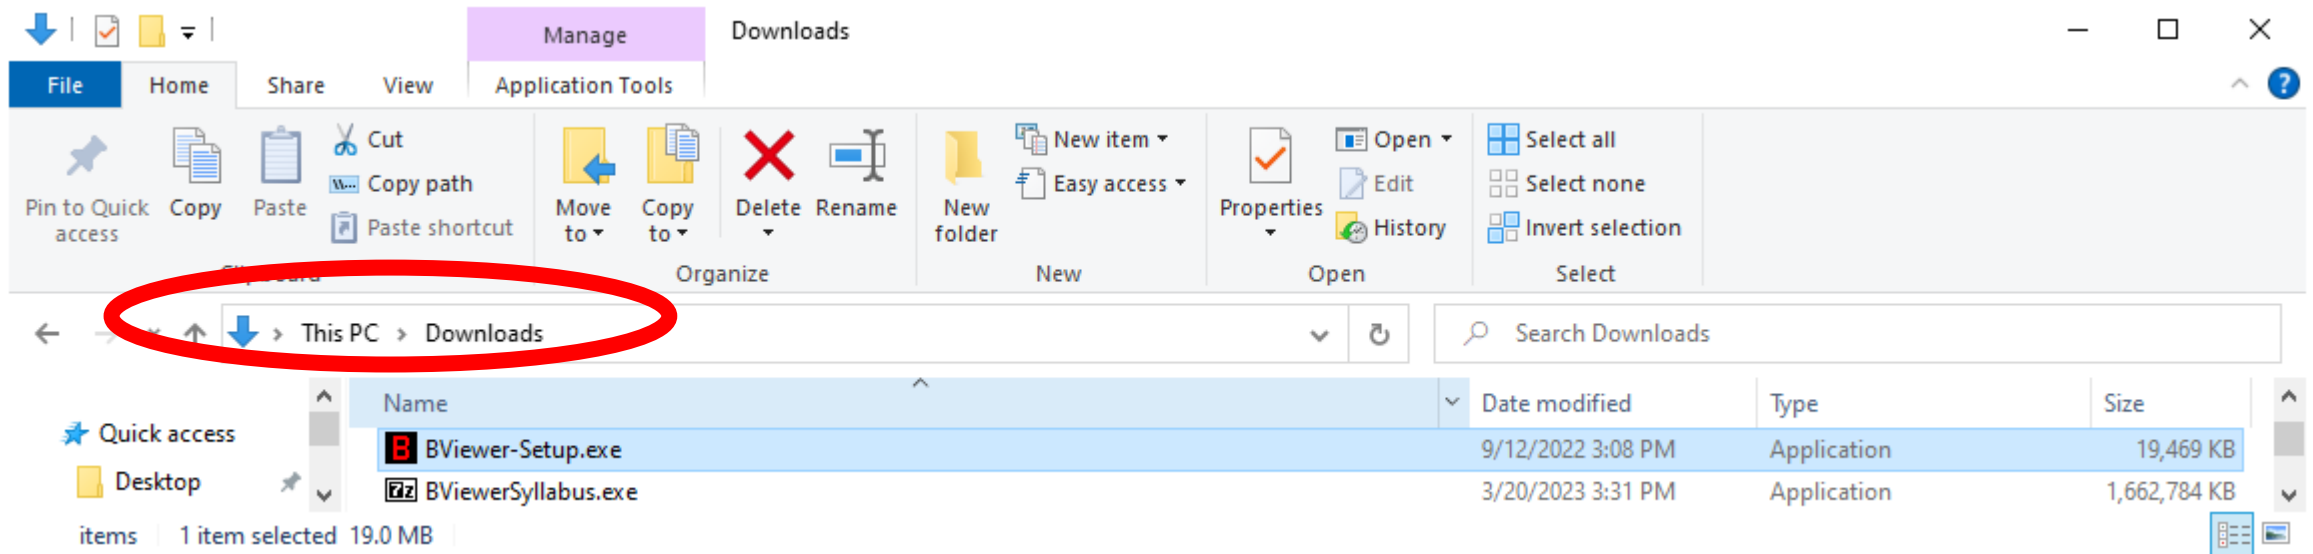 Manage
Downloads
File
Home
Share
View
Application Tools
?
Pin to Quick access
Copy
Paste
Cut
Copy path
Paste shortcut
Move to
Copy to
Delete
Rename
New folder
New item
Easy access
Properties
Open
Edit
History
Select all
Select none
Invert selection
Organize
New
Open
Select
This PC > Downloads
Search Downloads
Quick access
Desktop
Name
Date modified
Type
Size
B BViewer-Setup.exe
9/12/2022 3:08 PM
Application
19,469 KB
7z BViewerSyllabus.exe
3/20/2023 3:31 PM
Application
1,662,784 KB
items
1 item selected 19.0 MB